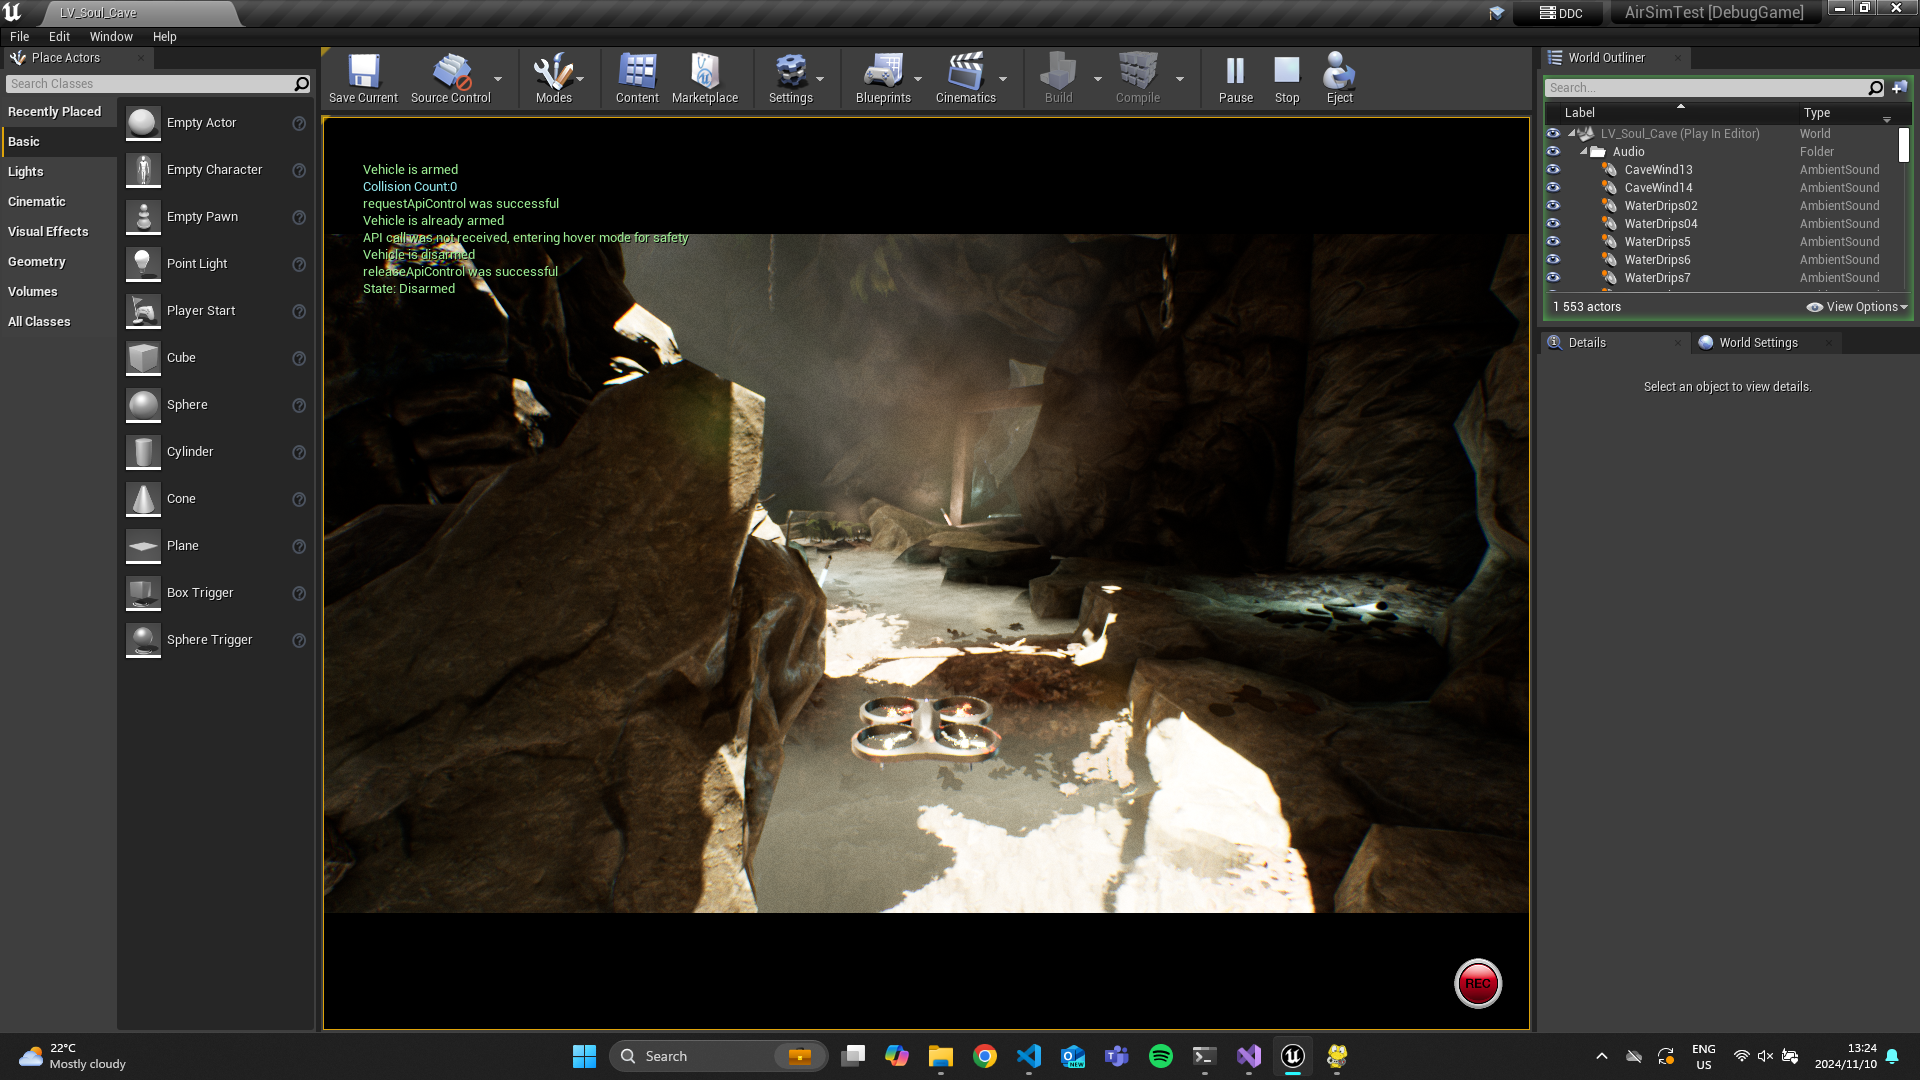 LV_Soul_Cave
DDC
AirSimTest [DebugGame]
File Edit Window Help
Place Actors
Search Classes
Recently Placed
Basic
Lights
Cinematic
Visual Effects
Geometry
Volumes
All Classes
Empty Actor
Empty Character
Empty Pawn
Point Light
Player Start
Cube
Sphere
Cylinder
Cone
Plane
Box Trigger
Sphere Trigger
Save Current
Source Control
Modes
Content
Marketplace
Settings
Blueprints
Cinematics
Build
Compile
Pause
Stop
Eject
Vehicle is armed
Collision Count:0
requestApiControl was successful
Vehicle is already armed
API call was not received, entering hover mode for safety
Vehicle is disarmed
releaseApiControl was successful
State: Disarmed
REC
World Outliner
Search...
Label Type
LV_Soul_Cave (Play In Editor) World
Audio Folder
CaveWind13 AmbientSound
CaveWind14 AmbientSound
WaterDrips02 AmbientSound
WaterDrips04 AmbientSound
WaterDrips5 AmbientSound
WaterDrips6 AmbientSound
WaterDrips7 AmbientSound
1 553 actors View Options
Details World Settings
Select an object to view details.
22°C
Mostly cloudy
Search
NEW
ENG
US
13:24
2024/11/10